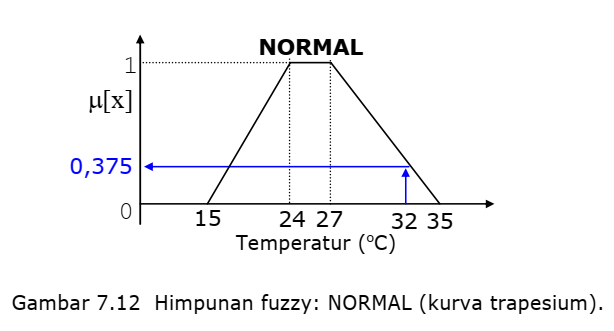 NORMAL
1
μ[x]
0,375
0
15 24 27 32 35
Temperatur (°C)
Gambar 7.12 Himpunan fuzzy: NORMAL (kurva trapesium).